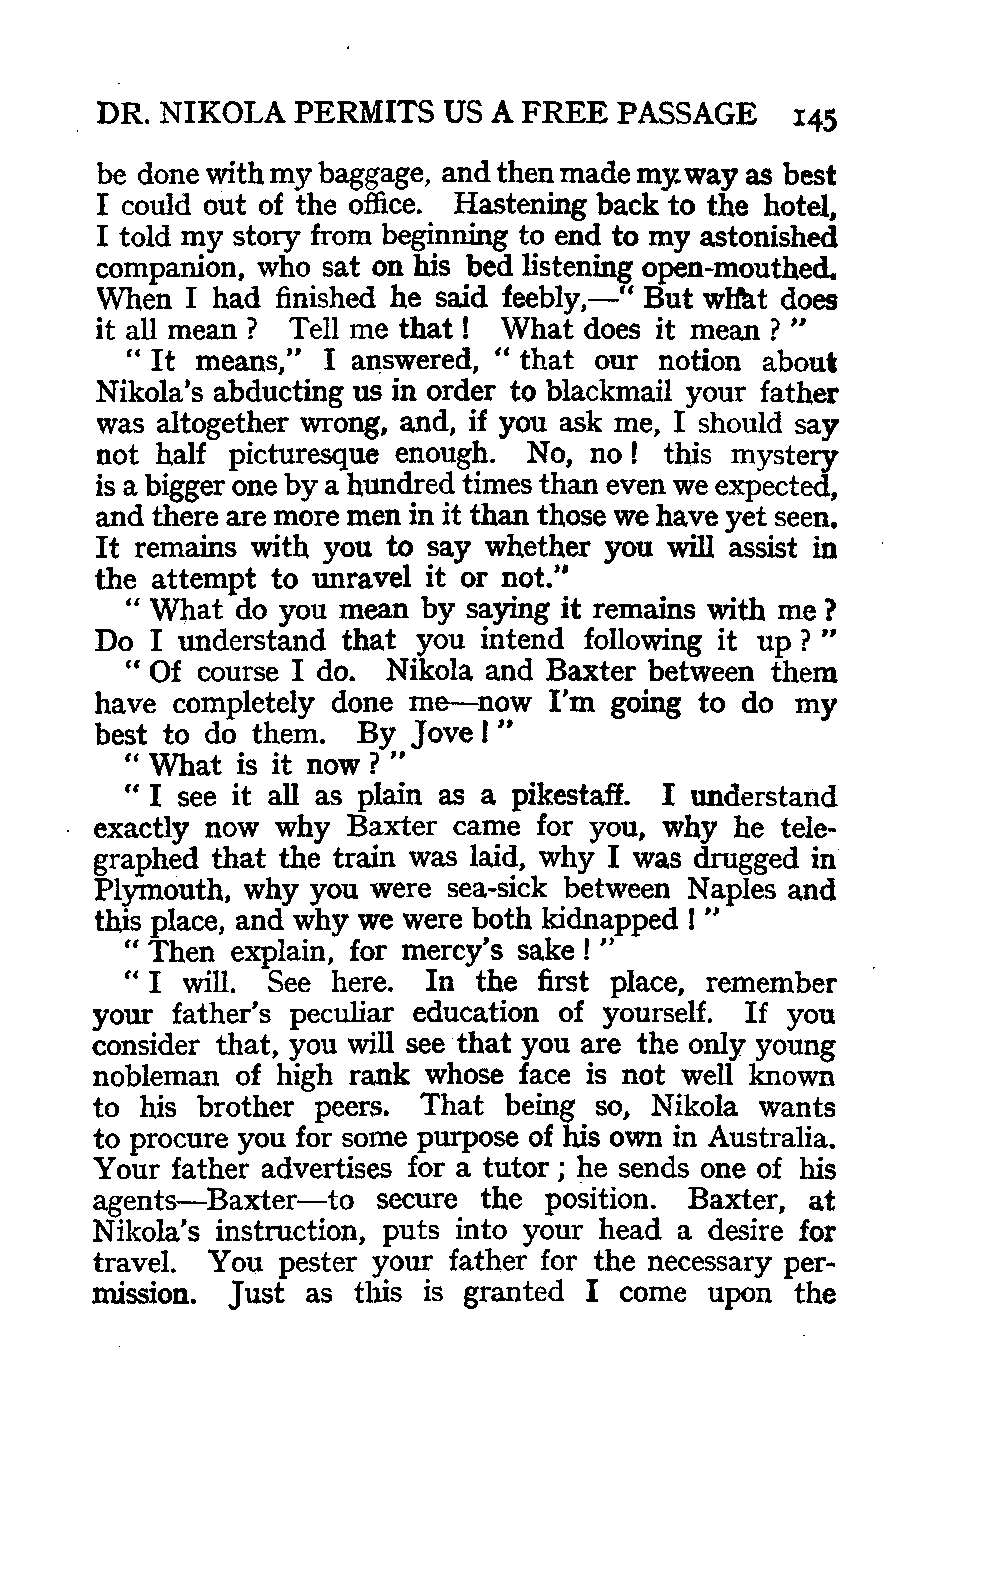 DR. NIKOLA PERMITS US A FREE PASSAGE 145
be done with my baggage, and then made my way as best
I could out of the office. Hastening back to the hotel,
I told my story from beginning to end to my astonished
companion, who sat on his bed listening open-mouthed.
When I had finished he said feebly,—" But what does
it all mean ? Tell me that ! What does it mean ? "
" It means," I answered, " that our notion about
Nikola's abducting us in order to blackmail your father
was altogether wrong, and, if you ask me, I should say
not half picturesque enough. No, no ! this mystery
is a bigger one by a hundred times than even we expected,
and there are more men in it than those we have yet seen.
It remains with you to say whether you will assist in
the attempt to unravel it or not."
" What do you mean by saying it remains with me ?
Do I understand that you intend following it up ? "
" Of course I do. Nikola and Baxter between them
have completely done me—now I'm going to do my
best to do them. By Jove ! "
" What is it now ? "
" I see it all as plain as a pikestaff. I understand
exactly now why Baxter came for you, why he tele-
graphed that the train was laid, why I was drugged in
Plymouth, why you were sea-sick between Naples and
this place, and why we were both kidnapped ! "
" Then explain, for mercy's sake ! "
" I will. See here. In the first place, remember
your father's peculiar education of yourself. If you
consider that, you will see that you are the only young
nobleman of high rank whose face is not well known
to his brother peers. That being so, Nikola wants
to procure you for some purpose of his own in Australia.
Your father advertises for a tutor ; he sends one of his
agents—Baxter—to secure the position. Baxter, at
Nikola's instruction, puts into your head a desire for
travel. You pester your father for the necessary per-
mission. Just as this is granted I come upon the